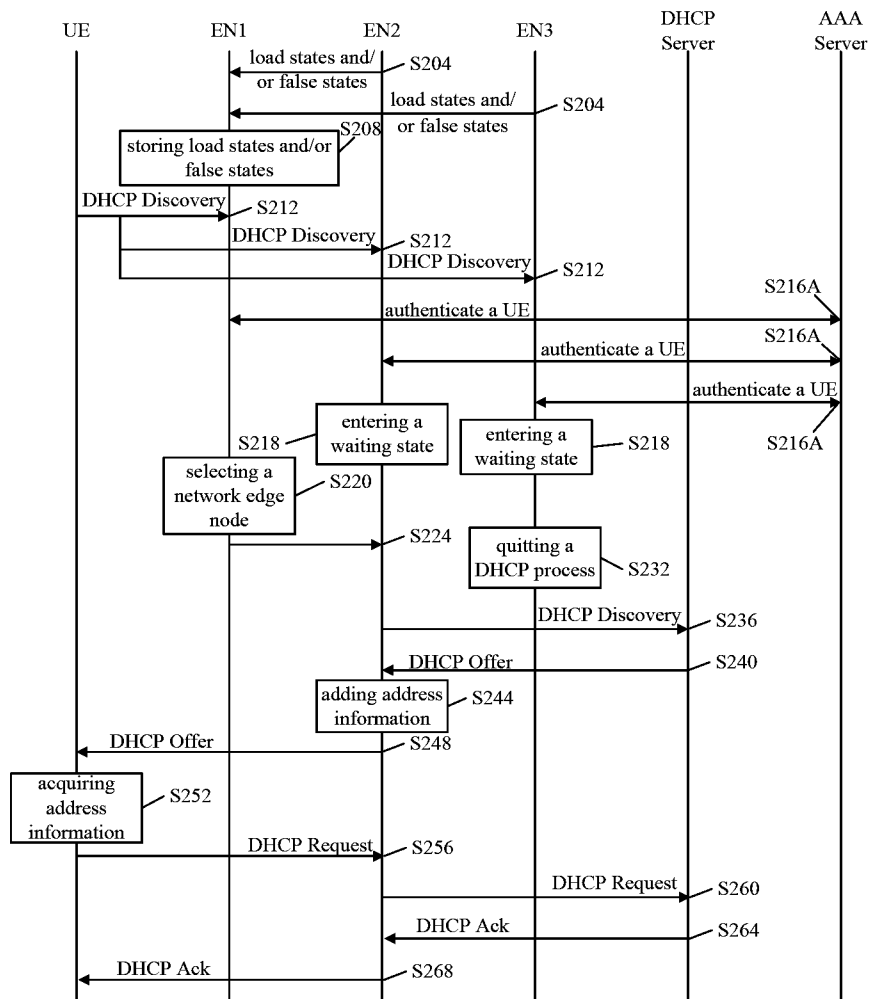 UE
EN1
EN2
EN3
DHCP
Server
AAA
Server
load states and/
or false states
S204
load states and/
or false states
S204
S208
storing load states and/or
false states
DHCP Discovery
S212
DHCP Discovery
S212
DHCP Discovery
S212
S216A
authenticate a UE
S216A
authenticate a UE
authenticate a UE
S216A
entering a
waiting state
S218
entering a
waiting state
S218
selecting a
network edge
node
S220
S224
quitting a
DHCP process
S232
DHCP Discovery
S236
DHCP Offer
S240
adding address
information
S244
DHCP Offer
S248
acquiring
address
information
S252
DHCP Request
S256
DHCP Request
S260
DHCP Ack
S264
DHCP Ack
S268